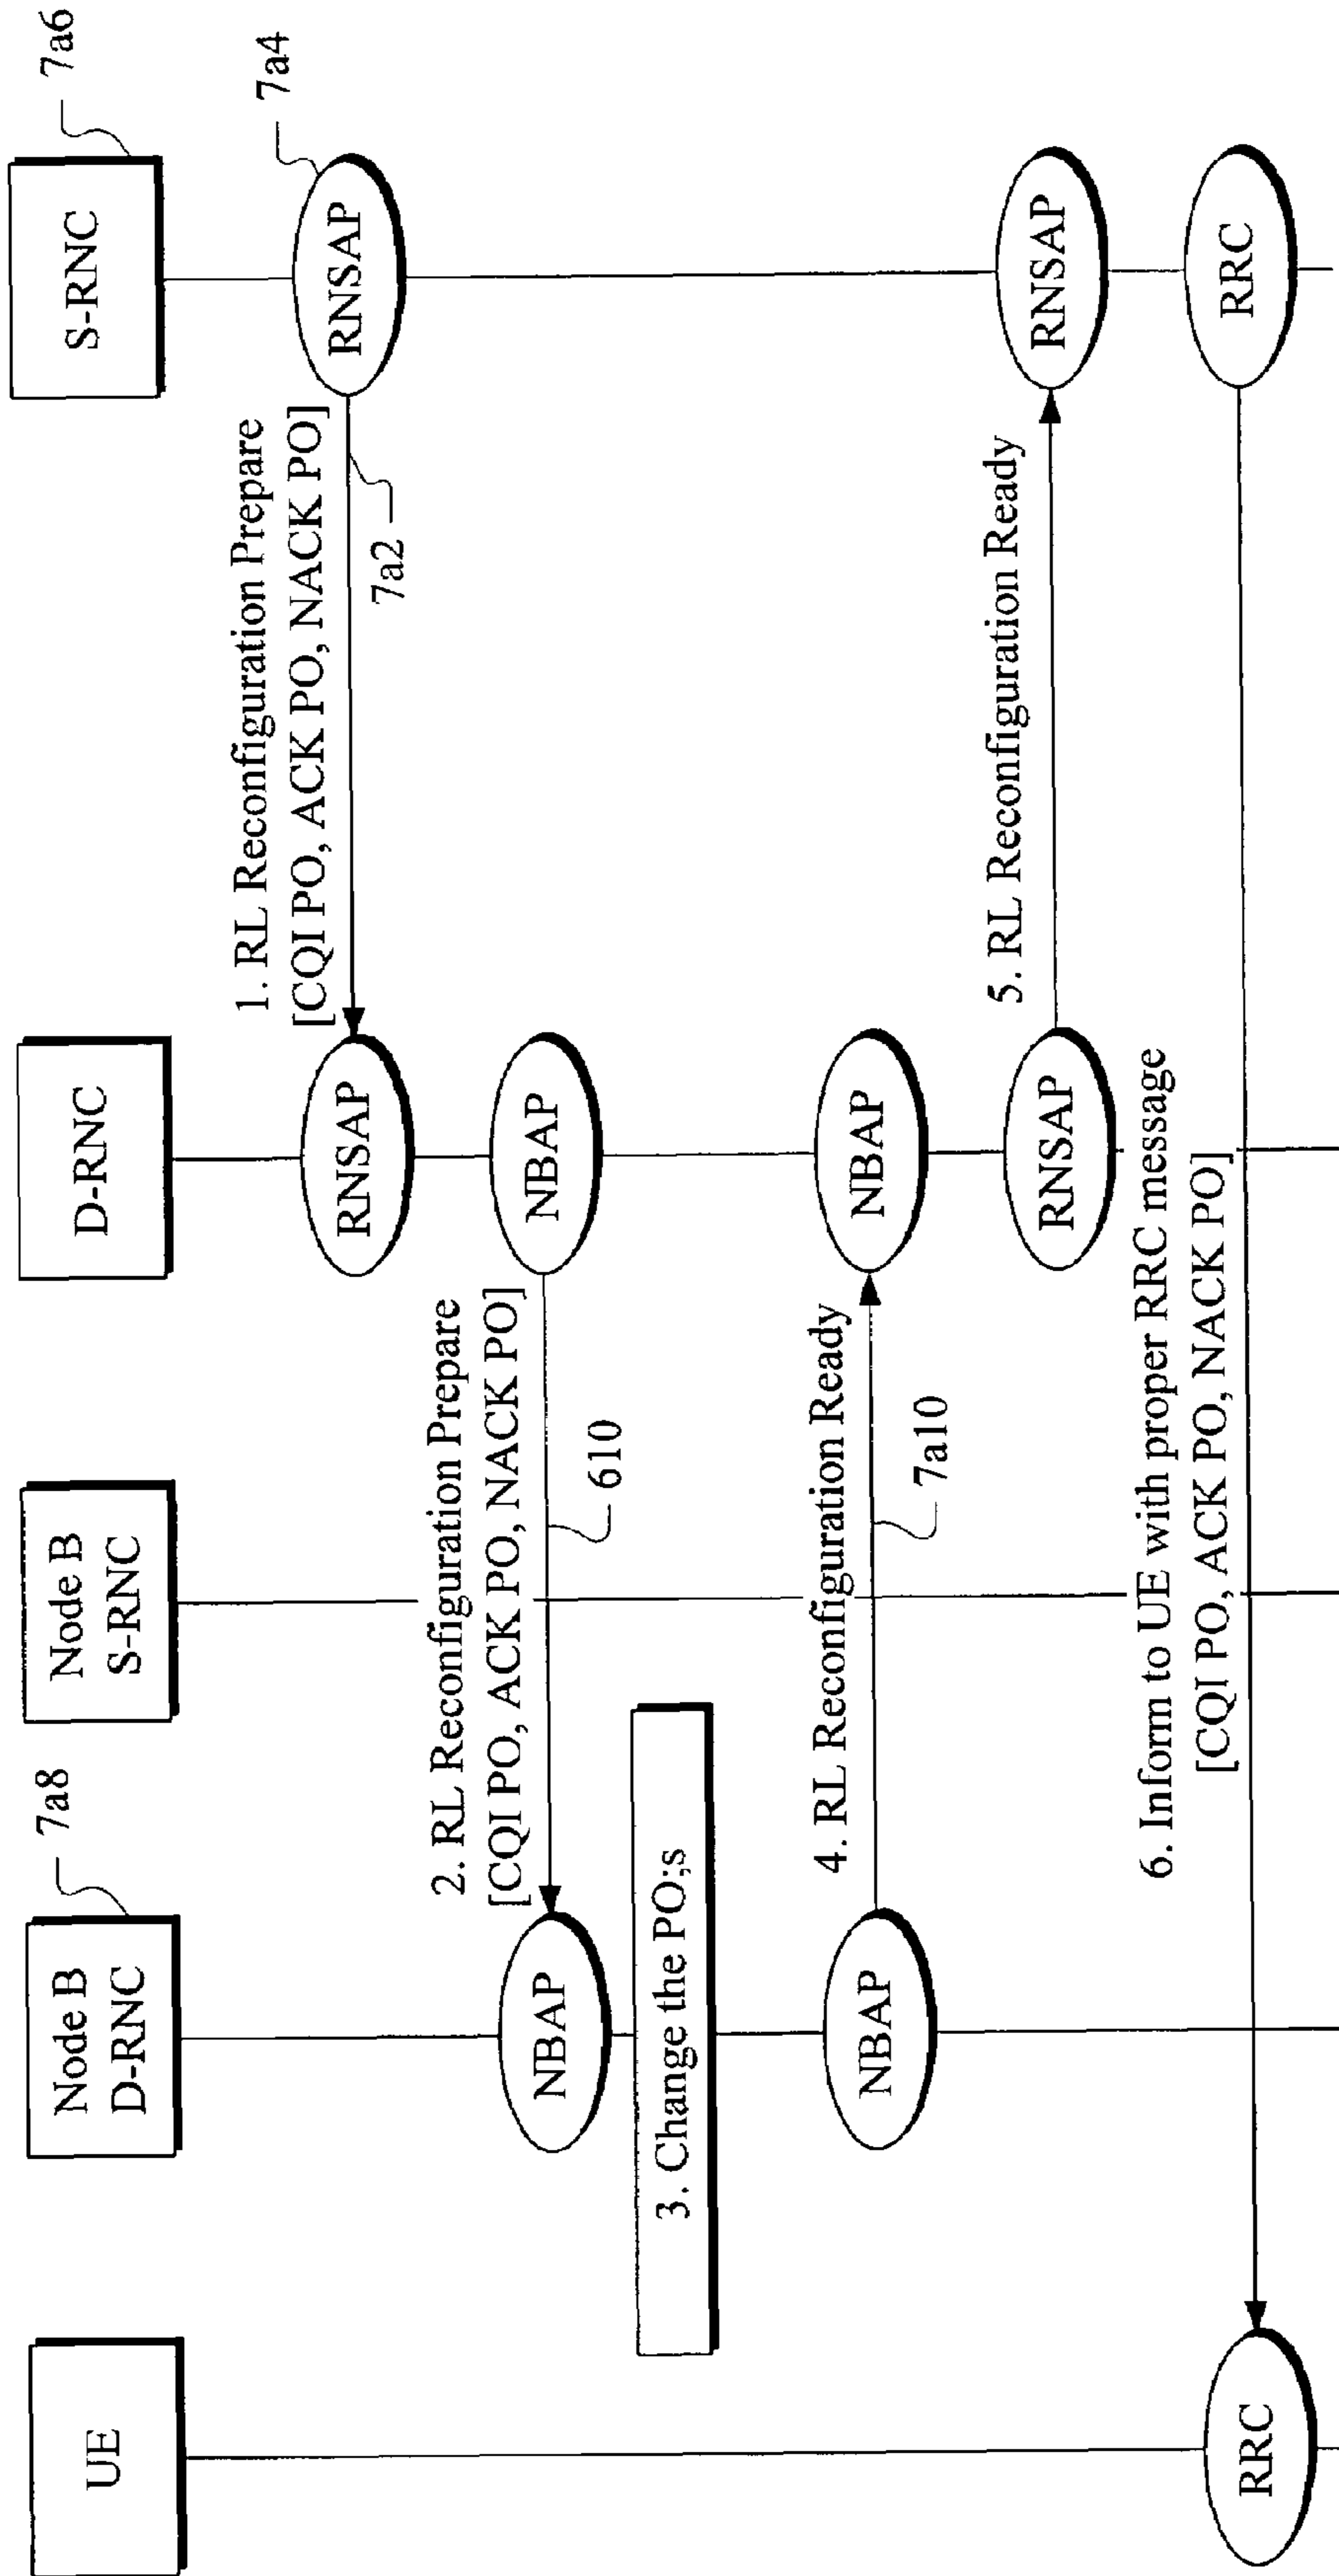 UE
Node B
D-RNC
7a8
Node B
S-RNC
D-RNC
S-RNC
7a6
1. RL Reconfiguration Prepare
[CQI PO, ACK PO, NACK PO]
RNSAP
RNSAP
7a4
7a2
2. RL Reconfiguration Prepare
[CQI PO, ACK PO, NACK PO]
NBAP
NBAP
610
3. Change the PO;s
4. RL Reconfiguration Ready
NBAP
NBAP
7a10
5. RL Reconfiguration Ready
RNSAP
RNSAP
6. Inform to UE with proper RRC message
[CQI PO, ACK PO, NACK PO]
RRC
RRC